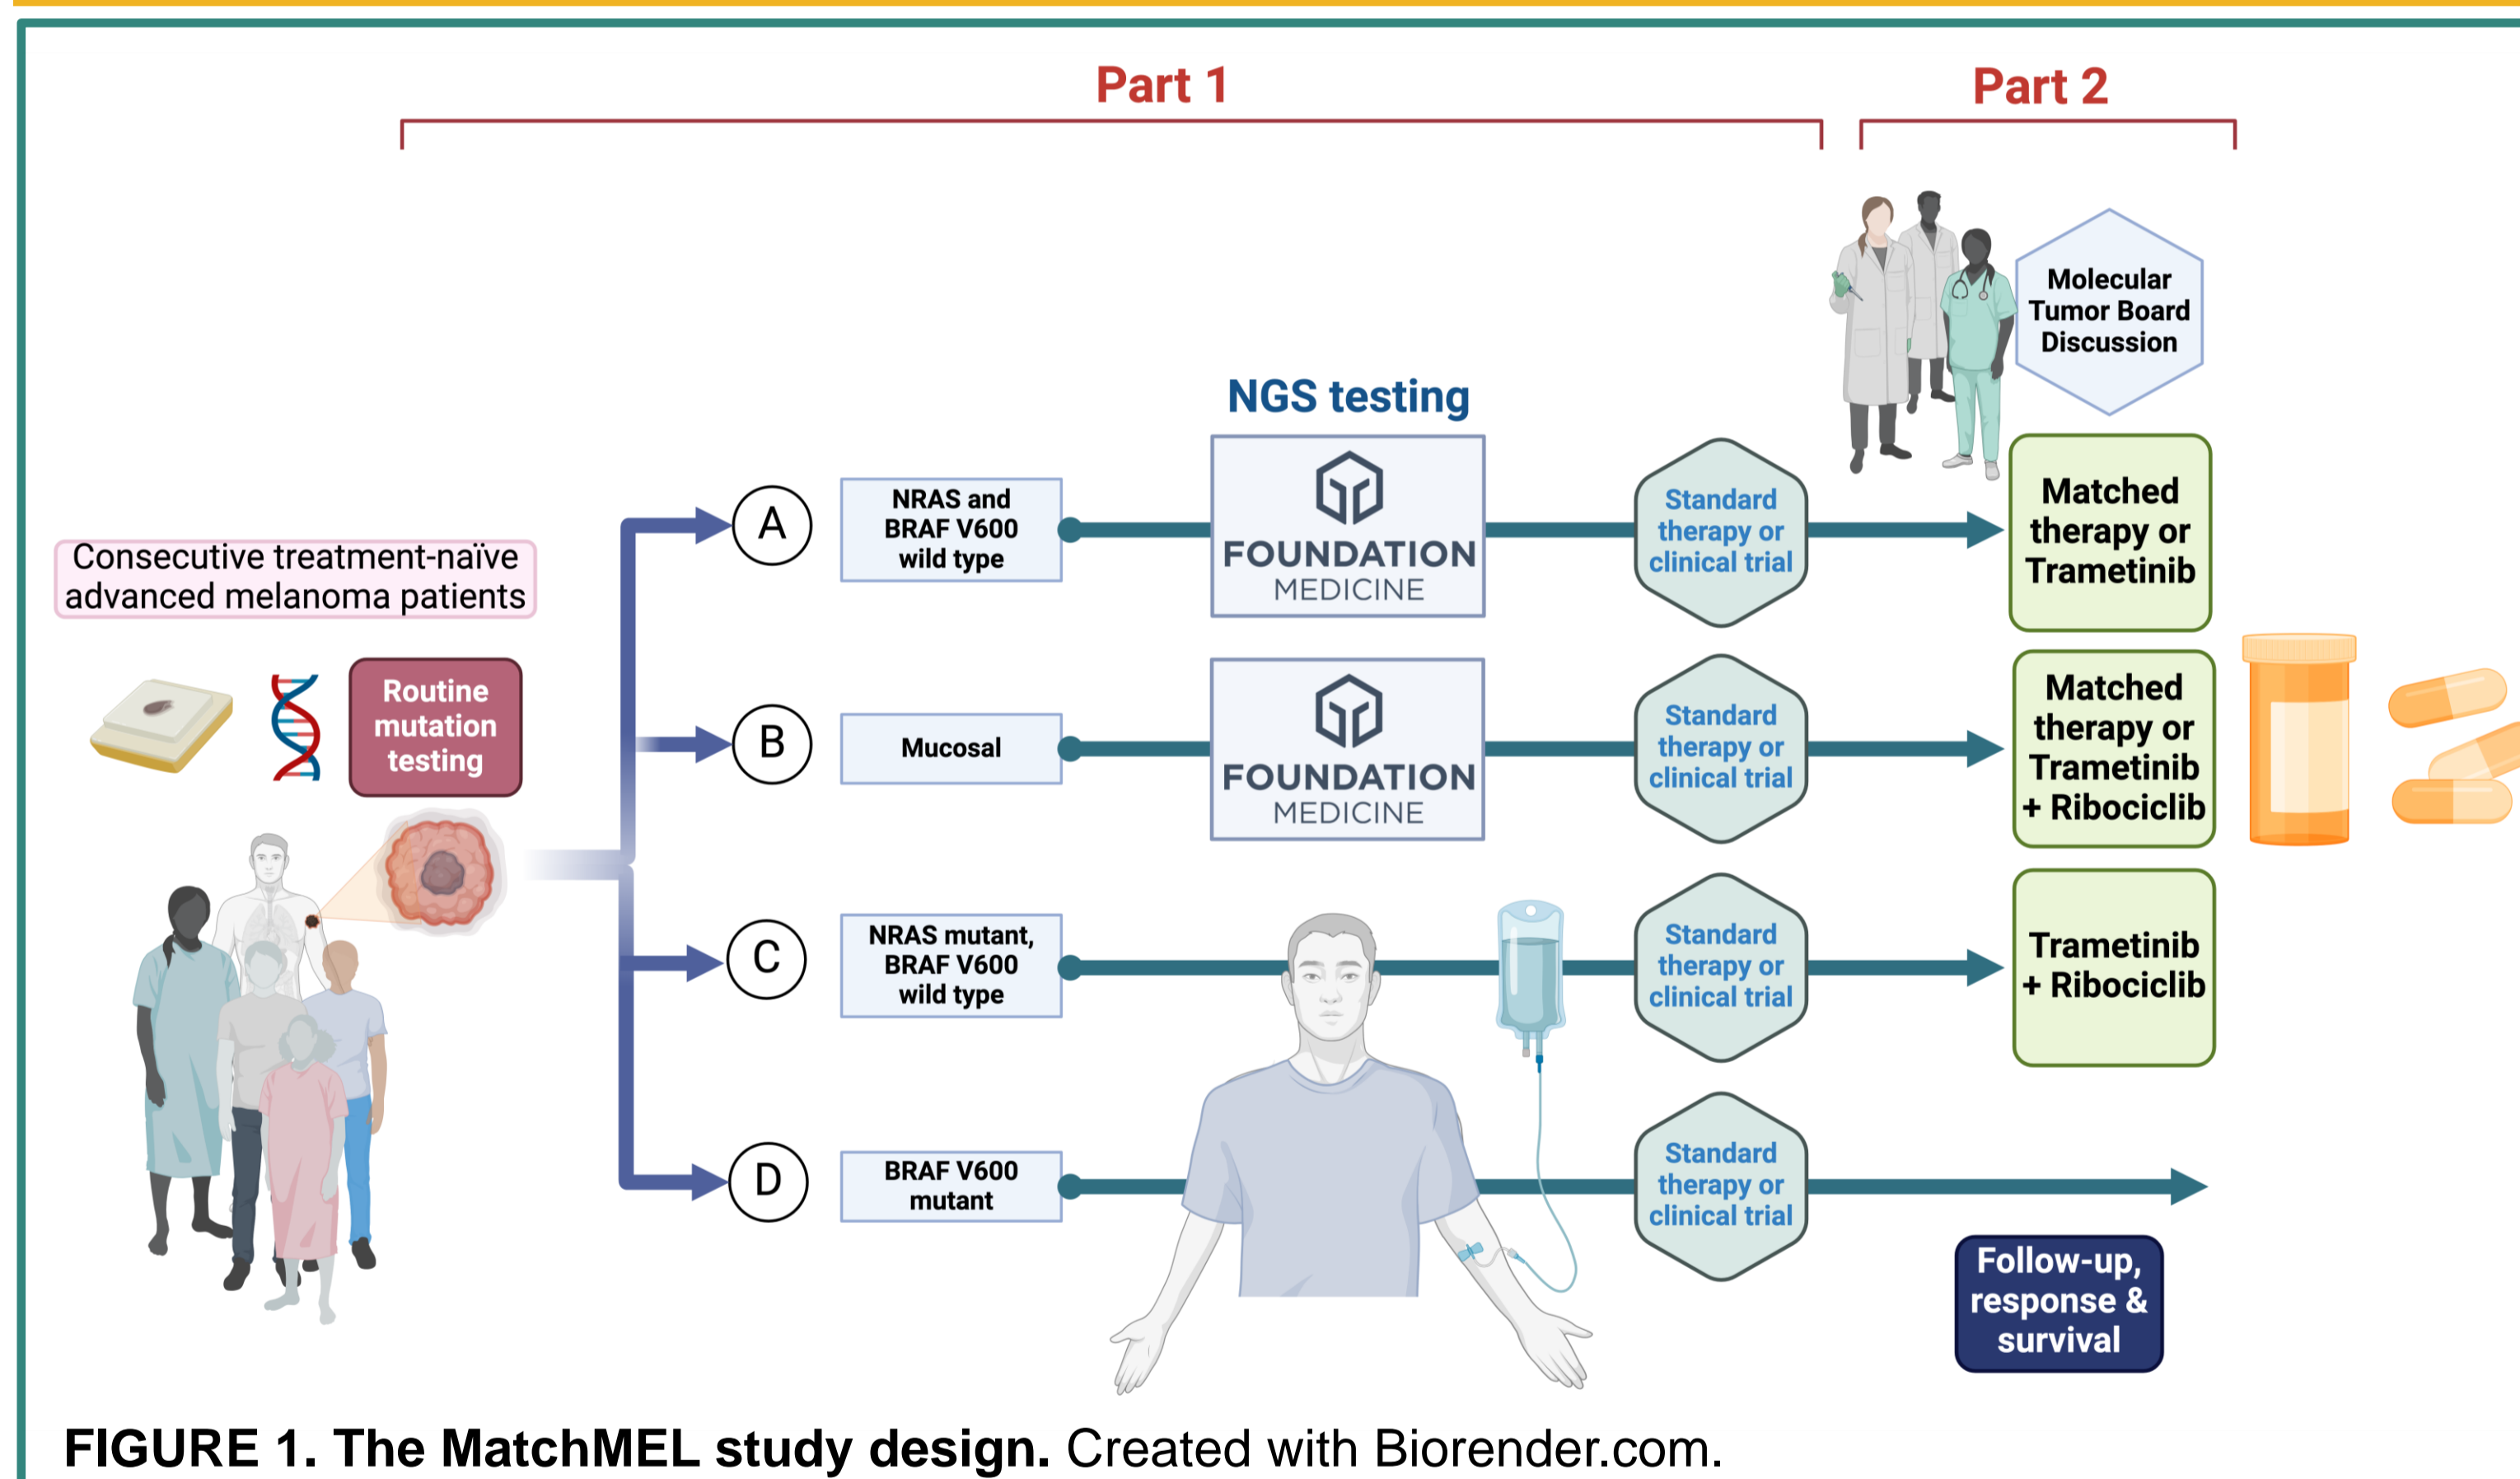 Part 1
Part 2
Molecular
Tumor Board
Discussion
NGS testing
Consecutive treatment-naïve
advanced melanoma patients
Routine
mutation
testing
A
NRAS and
BRAF V600
wild type
FOUNDATION
MEDICINE
Standard
therapy or
clinical trial
Matched
therapy or
Trametinib
B
Mucosal
FOUNDATION
MEDICINE
Standard
therapy or
clinical trial
Matched
therapy or
Trametinib
+ Ribociclib
C
NRAS mutant,
BRAF V600
wild type
Standard
therapy or
clinical trial
Trametinib
+ Ribociclib
D
BRAF V600
mutant
Standard
therapy or
clinical trial
Follow-up,
response &
survival
FIGURE 1. The MatchMEL study design. Created with Biorender.com.